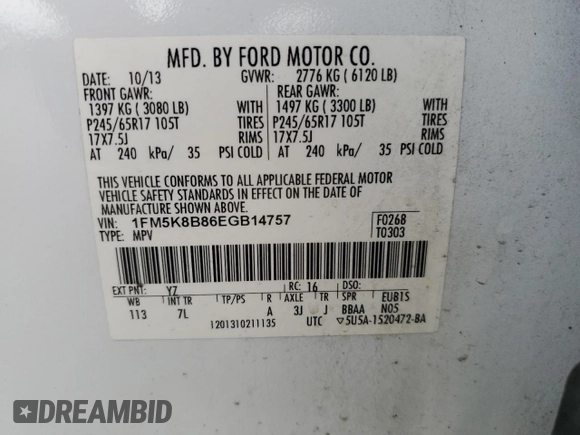 MFD. BY FORD MOTOR CO.
DATE: 10/13 GVWR: 2776 KG ( 6120 LB)
FRONT GAWR: REAR GAWR:
1397 KG ( 3080 LB) WITH 1497 KG ( 3300 LB) WITH
P245/65R17 105T TIRES P245/65R17 105T TIRES
17X7.5J RIMS 17X7.5J RIMS
AT 240 kPa/ 35 PSI COLD AT 240 kPa/ 35 PSI COLD
THIS VEHICLE CONFORMS TO ALL APPLICABLE FEDERAL MOTOR
VEHICLE SAFETY STANDARDS IN EFFECT ON THE DATE OF
MANUFACTURE SHOWN ABOVE.
VIN: 1FM5K8B86EGB14757 F0268
TYPE: MPV T0303
EXT PNT: YZ RC: 16 DSO:
WB INT TR TP/PS R AXLE TR SPR EUB1S
113 7L A 3J J BBAA N05
1201310211135 UTC ▽5U5A-1520472-BA
DREAMBID